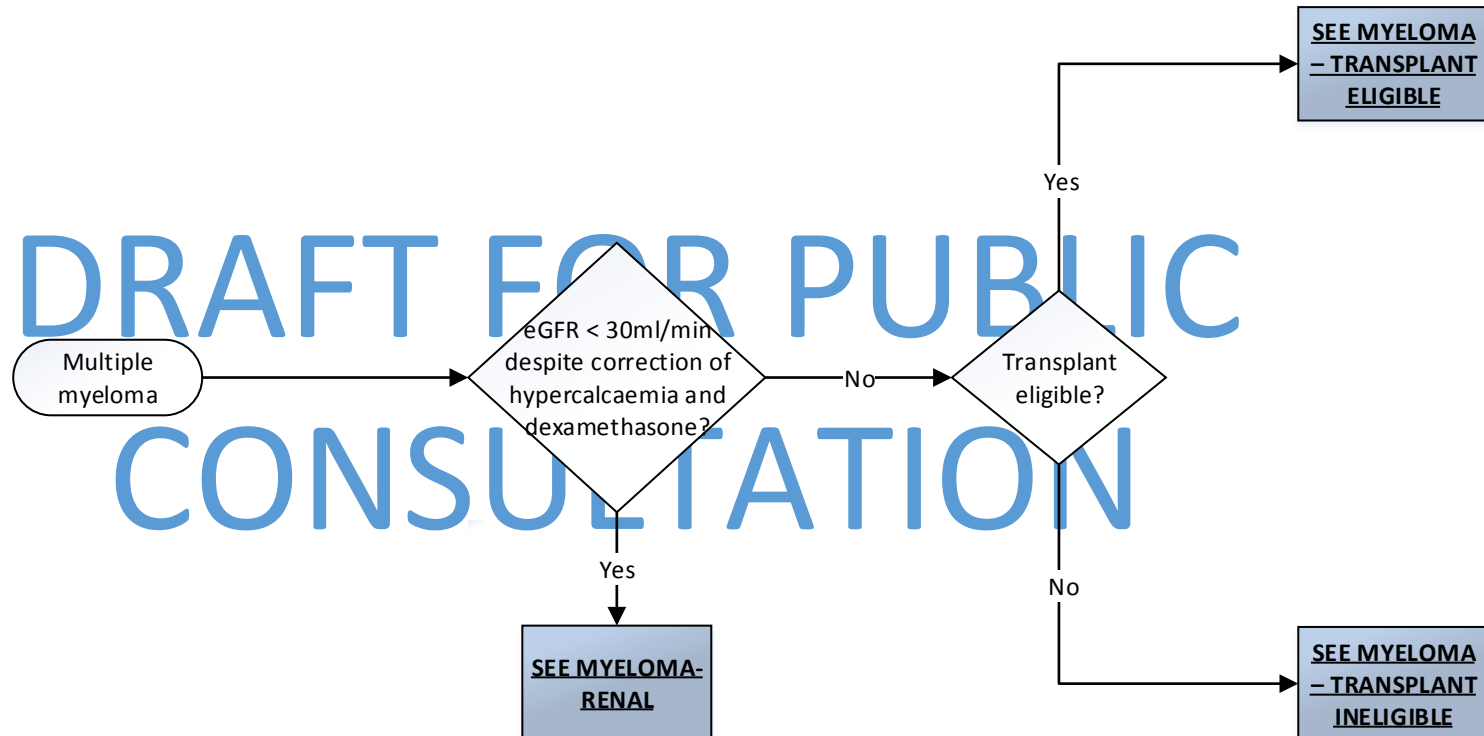 SEE MYELOMA
– TRANSPLANT
ELIGIBLE
Yes
DRAFT FOR PUBLIC
CONSULTATION
Multiple
myeloma
eGFR < 30ml/min
despite correction of
hypercalcaemia and
dexamethasone?
No
Transplant
eligible?
Yes
No
SEE MYELOMA-
RENAL
SEE MYELOMA
– TRANSPLANT
INELIGIBLE